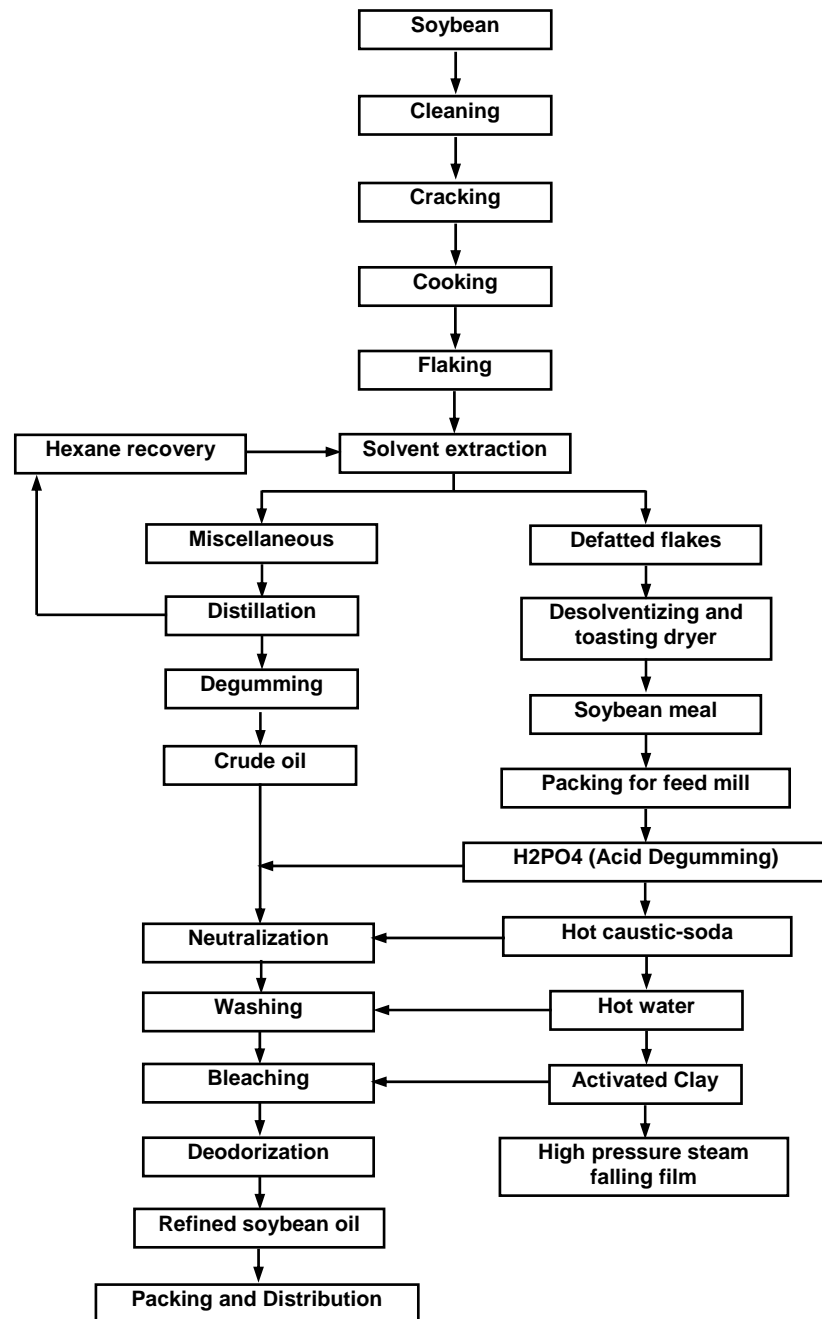 Soybean
Cleaning
Cracking
Cooking
Flaking
Hexane recovery
Solvent extraction
Miscellaneous
Defatted flakes
Distillation
Desolventizing and
toasting dryer
Degumming
Soybean meal
Crude oil
Packing for feed mill
H2PO4 (Acid Degumming)
Neutralization
Hot caustic-soda
Washing
Hot water
Bleaching
Activated Clay
Deodorization
High pressure steam
falling film
Refined soybean oil
Packing and Distribution